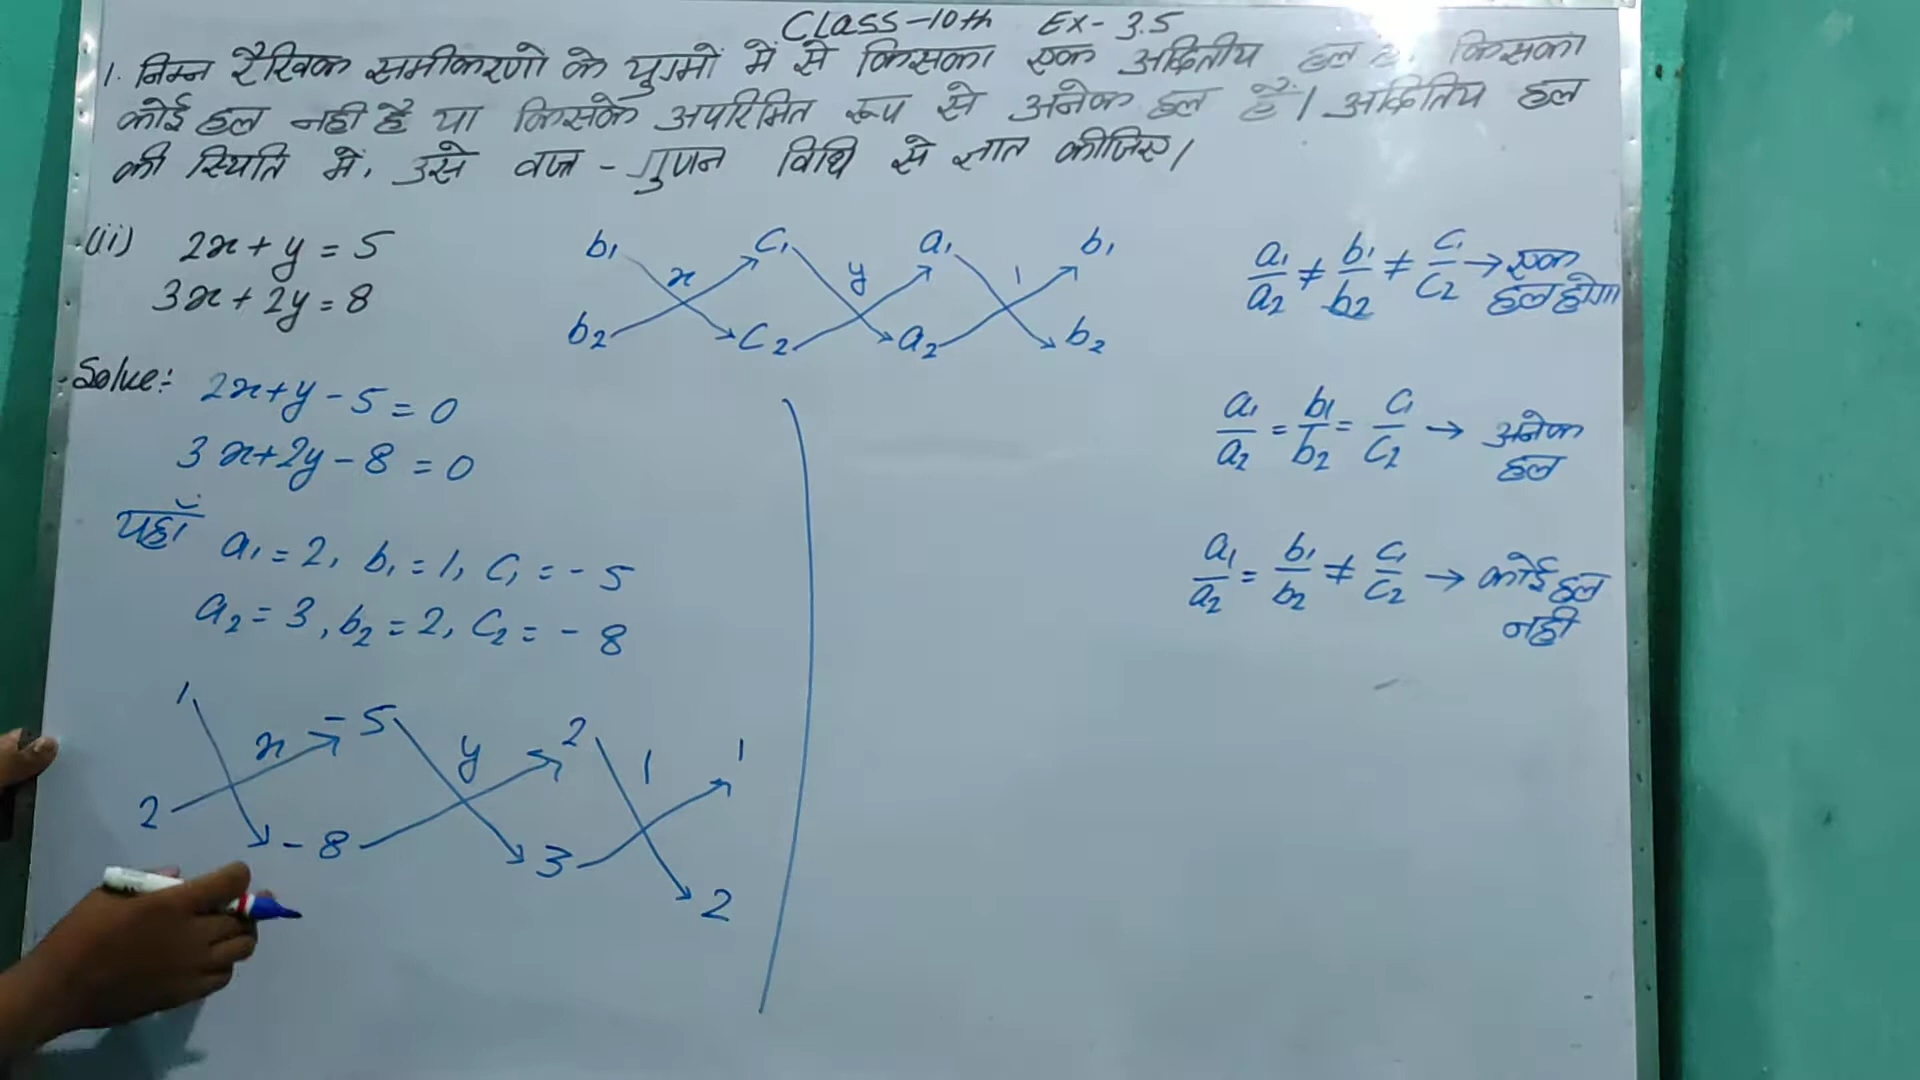 Class-10th Ex- 3.5
1. निम्न रैखिक समीकरणो के युग्मों में से किसका एक अद्वितीय हल है, किसका
कोई हल नही है या किसके अपरिमित रूप से अनेक हल हैं। अद्वितिय हल
की स्थिति में, उसे वज्र - गुणन विधि से ज्ञात कीजिए।
(ii) 2x + y = 5
3x + 2y = 8
b₁ c₁ a₁ b₁
x y 1
b₂ c₂ a₂ b₂
a₁/a₂ ≠ b₁/b₂ ≠ c₁/c₂ → एक
हल होगा
Solve:- 2x + y - 5 = 0
3x + 2y - 8 = 0
a₁/a₂ = b₁/b₂ = c₁/c₂ → अनेक
हल
यहाँ a₁ = 2, b₁ = 1, c₁ = - 5
a₂ = 3, b₂ = 2, c₂ = - 8
a₁/a₂ = b₁/b₂ ≠ c₁/c₂ → कोई हल
नही
1 -5 2 1
x y 1
2 -8 3 2